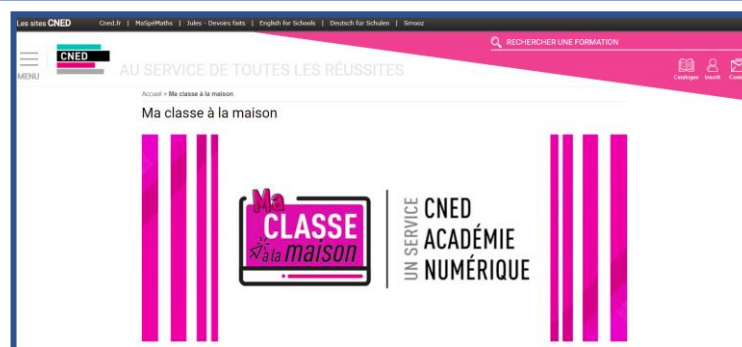 Les sites CNED Cned.fr | MaSpéMaths | Jules - Devoirs faits | English for Schools | Deutsch für Schulen | Smooz
RECHERCHER UNE FORMATION
MENU
CNED
AU SERVICE DE TOUTES LES RÉUSSITES
Catalogue Inscrit
Accueil > Ma classe à la maison
Ma classe à la maison
Ma
CLASSE
à la maison
UN SERVICE
CNED
ACADÉMIE
NUMÉRIQUE